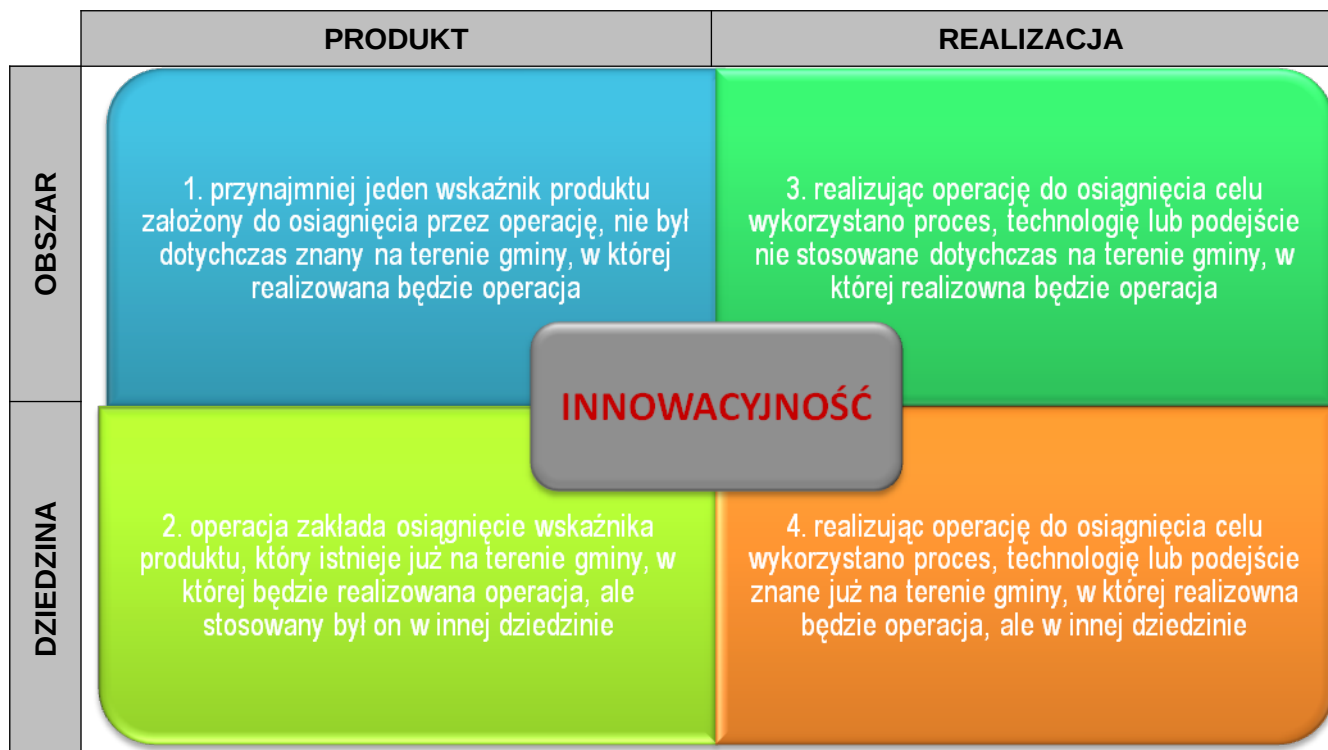 PRODUKT
REALIZACJA
OBSZAR
1. przynajmniej jeden wskaźnik produktu
założony do osiagnięcia przez operację, nie był
dotychczas znany na terenie gminy, w której
realizowana będzie operacja
3. realizując operację do osiągnięcia celu
wykorzystano proces, technologię lub podejście
nie stosowane dotychczas na terenie gminy, w
której realizowna będzie operacja
INNOWACYJNOŚĆ
DZIEDZINA
2. operacja zakłada osiągnięcie wskaźnika
produktu, który istnieje już na terenie gminy, w
której będzie realizowana operacja, ale
stosowany był on w innej dziedzinie
4. realizując operację do osiągnięcia celu
wykorzystano proces, technologię lub podejście
znane już na terenie gminy, w której realizowna
będzie operacja, ale w innej dziedzinie